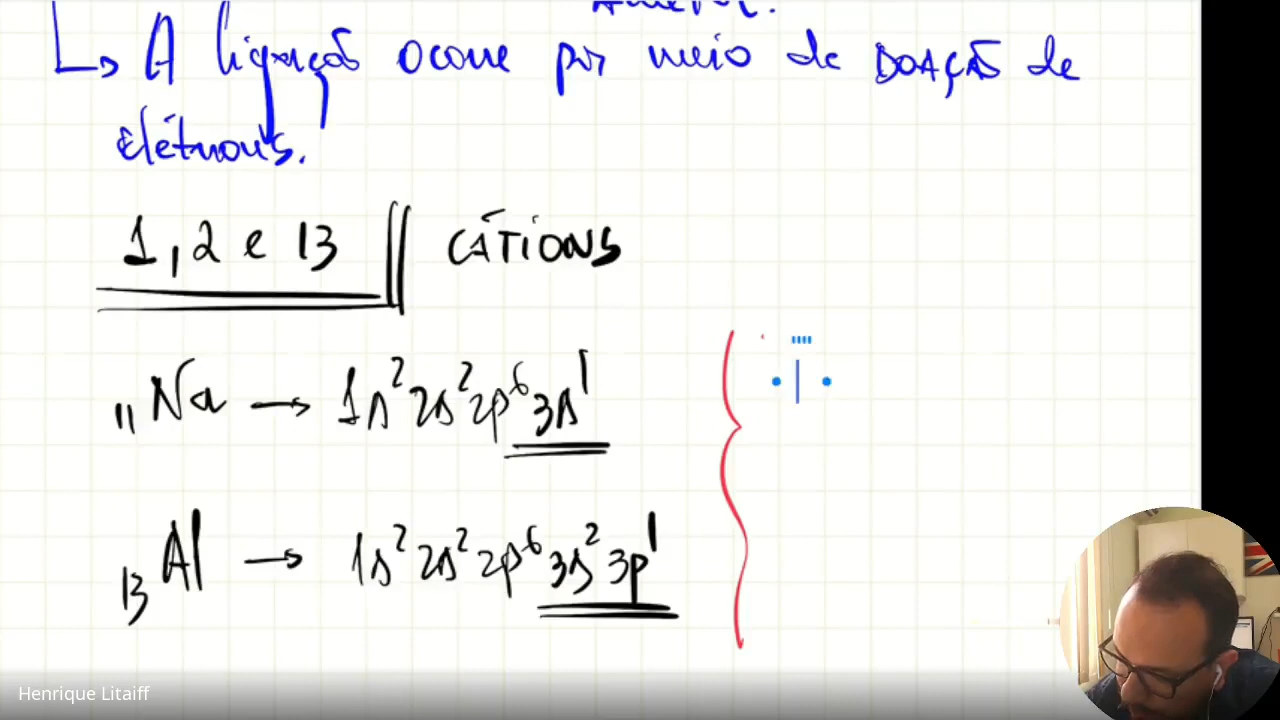 ↳ A ligação ocorre por meio de DOAÇÃO de
elétrons.
1, 2 e 13 || CÁTIONS
₁₁Na → 1s² 2s² 2p⁶ 3s¹
₁₃Al → 1s² 2s² 2p⁶ 3s² 3p¹
Henrique Litaiff